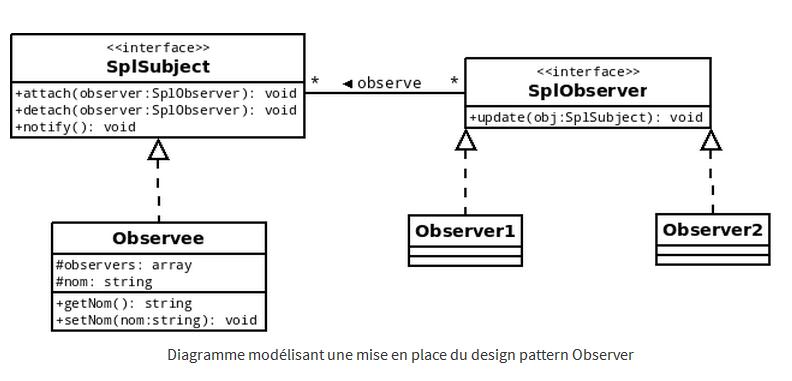 <<interface>>
SplSubject
+attach(observer:SplObserver): void
+detach(observer:SplObserver): void
+notify(): void
* ◄ observe *
<<interface>>
SplObserver
+update(obj:SplSubject): void
Observee
#observers: array
#nom: string
+getNom(): string
+setNom(nom:string): void
Observer1
Observer2
Diagramme modélisant une mise en place du design pattern Observer